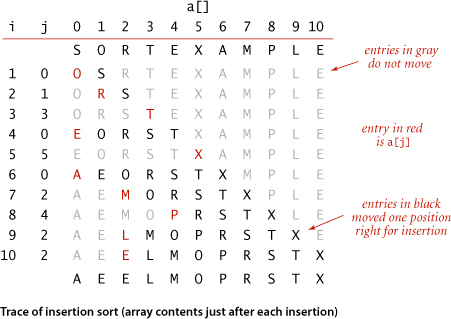 a[]
i j 0 1 2 3 4 5 6 7 8 9 10
S O R T E X A M P L E
1 0 O S R T E X A M P L E
2 1 O R S T E X A M P L E
3 3 O R S T E X A M P L E
4 0 E O R S T X A M P L E
5 5 E O R S T X A M P L E
6 0 A E O R S T X M P L E
7 2 A E M O R S T X P L E
8 4 A E M O P R S T X L E
9 2 A E L M O P R S T X E
10 2 A E E L M O P R S T X
A E E L M O P R S T X
entries in gray
do not move
entry in red
is a[j]
entries in black
moved one position
right for insertion
Trace of insertion sort (array contents just after each insertion)